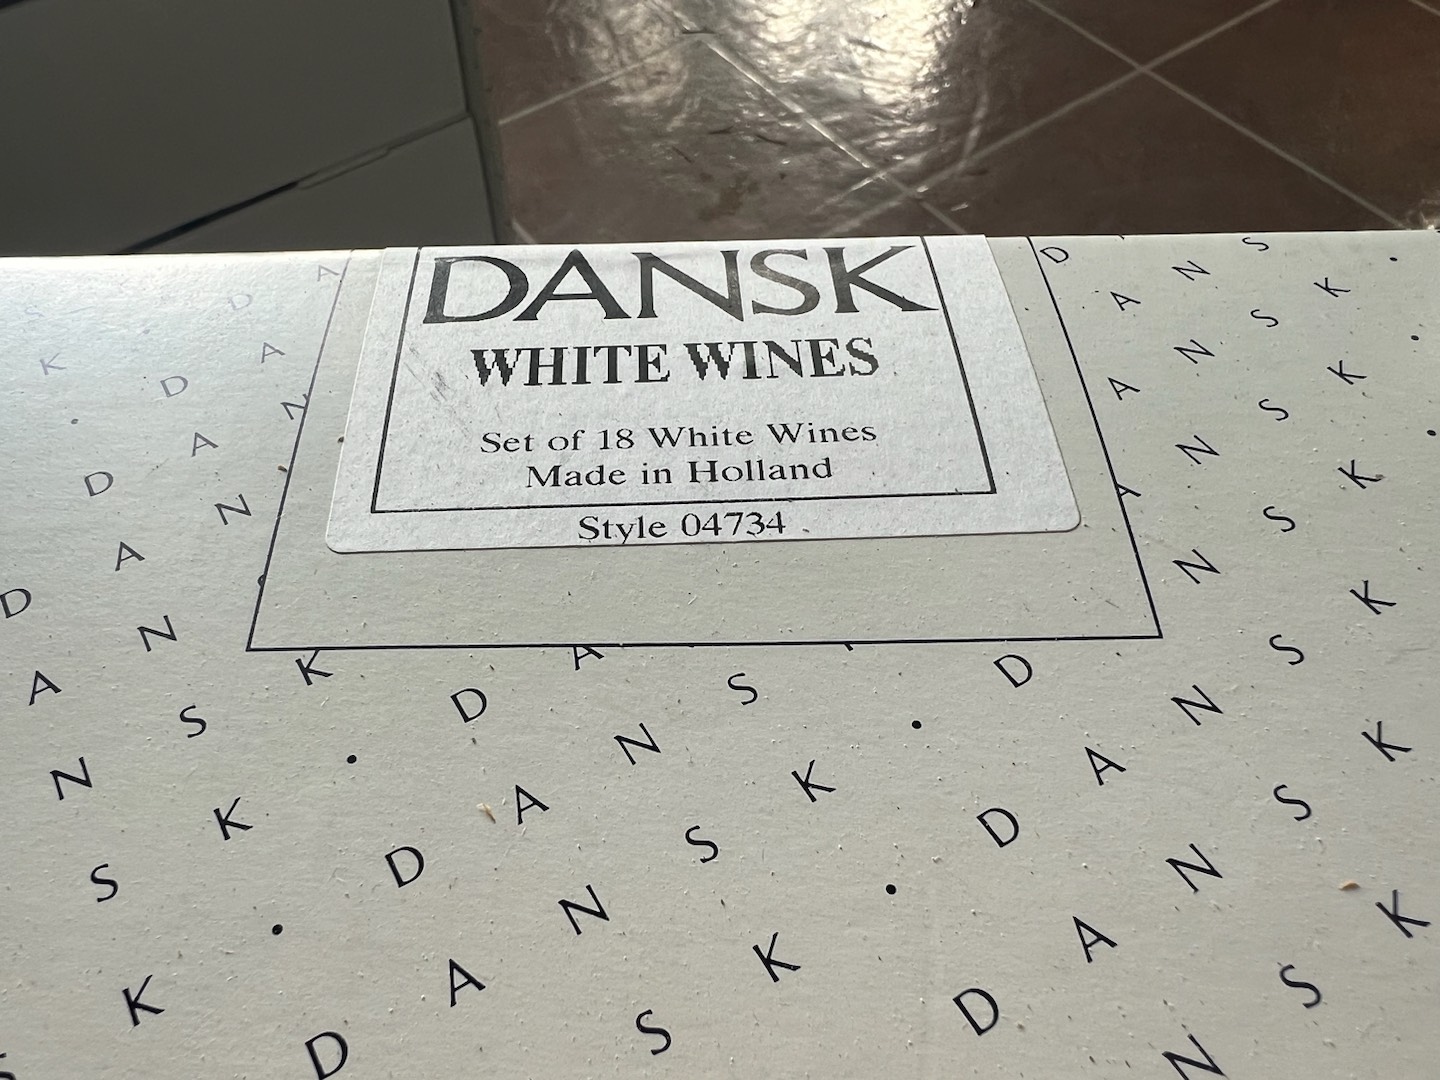 DANSK
WHITE WINES
Set of 18 White Wines
Made in Holland
Style 04734
D A N S K • D A N S K • D A N S K